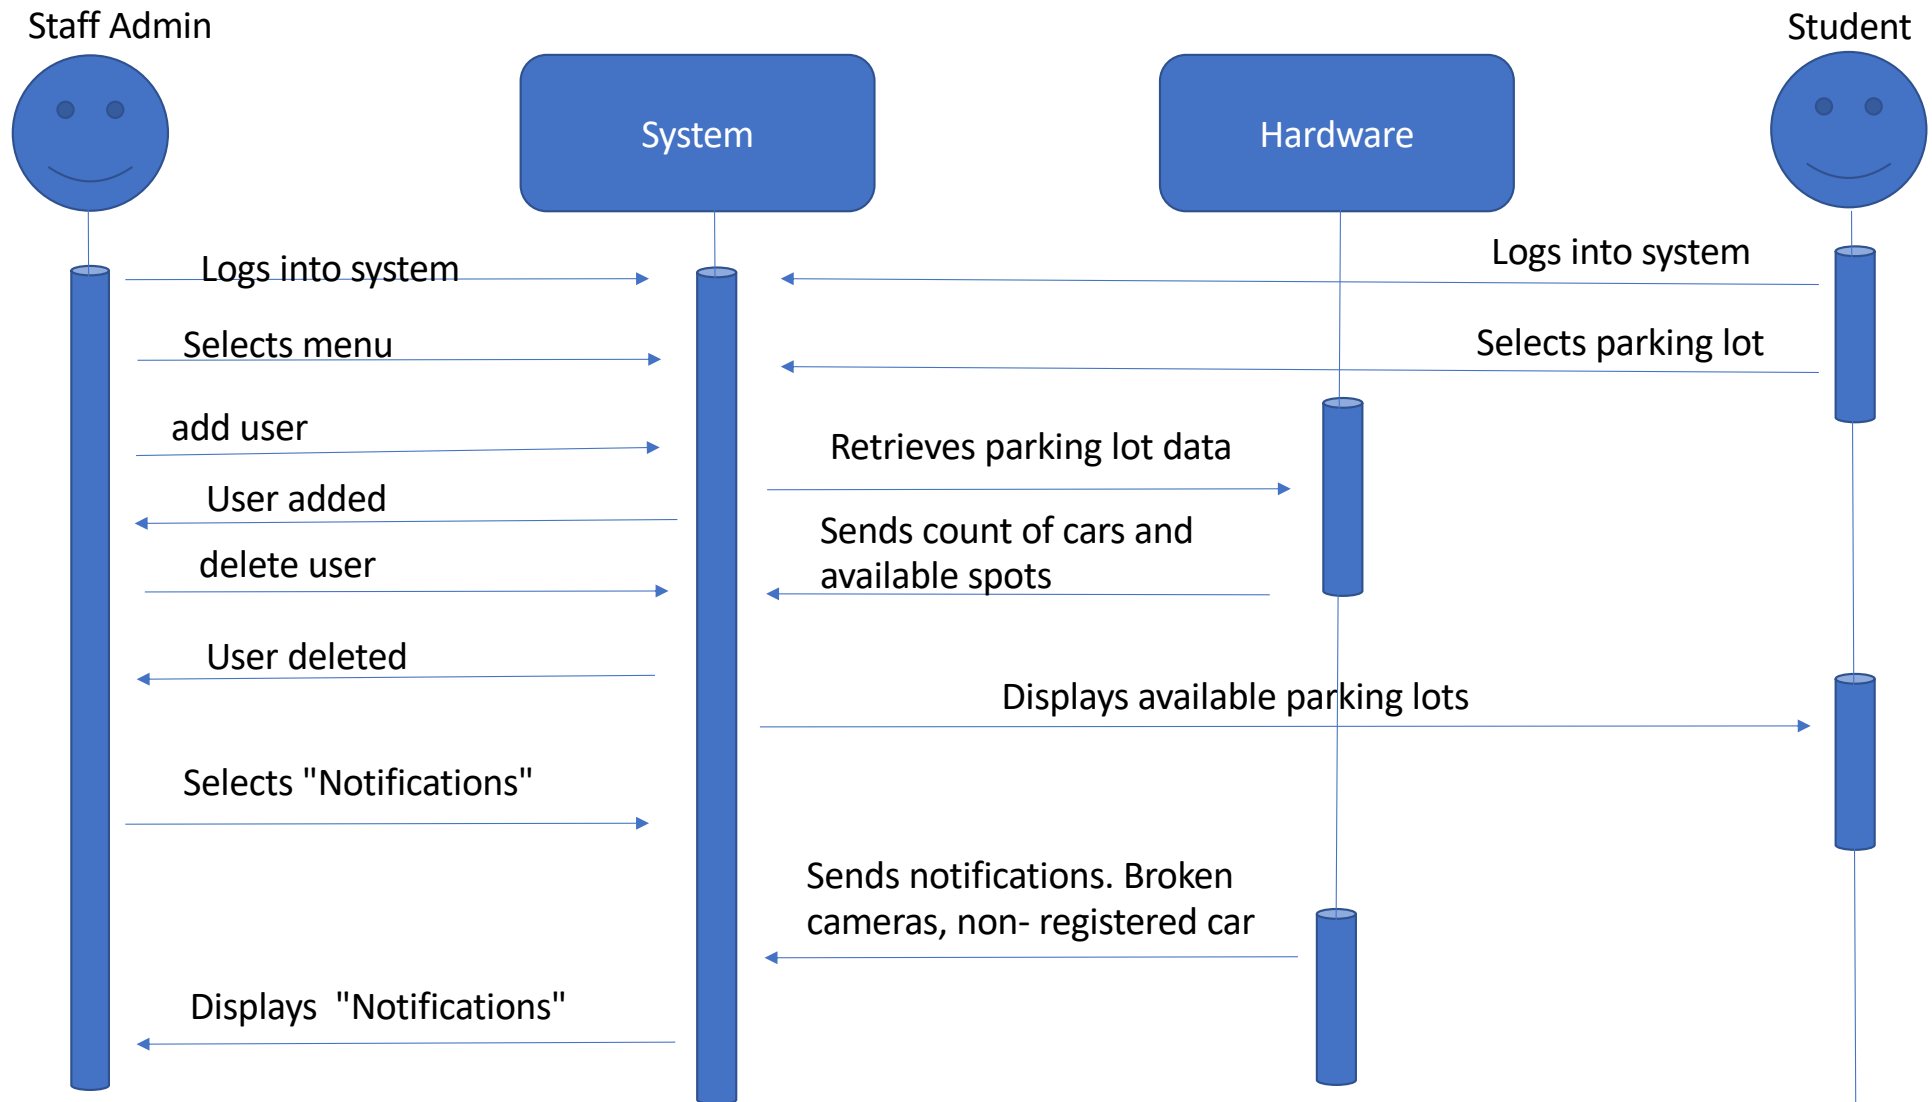 Staff Admin
Student
System
Hardware
Logs into system
Logs into system
Selects menu
Selects parking lot
add user
Retrieves parking lot data
User added
Sends count of cars and
available spots
delete user
User deleted
Displays available parking lots
Selects "Notifications"
Sends notifications. Broken
cameras, non- registered car
Displays  "Notifications"